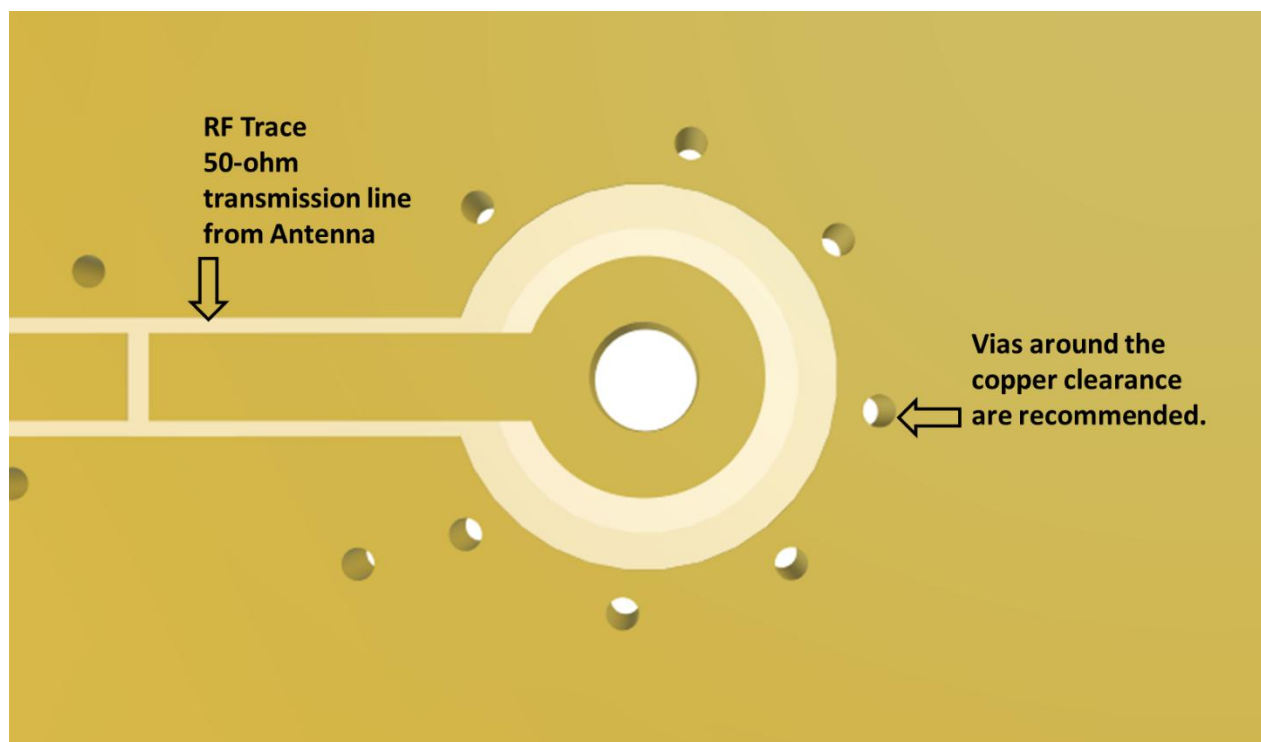 RF Trace
50-ohm
transmission line
from Antenna
Vias around the
copper clearance
are recommended.